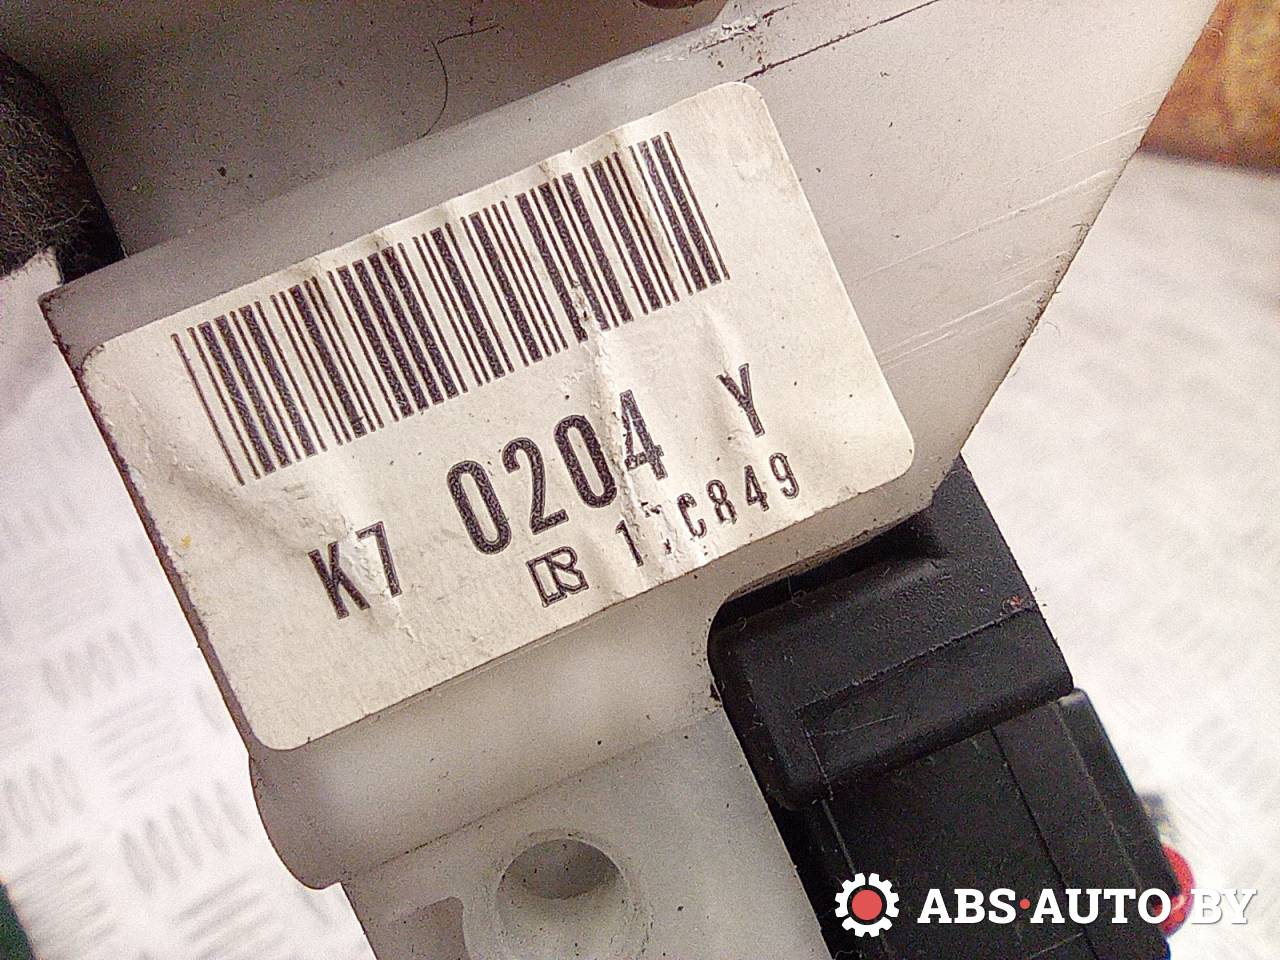 K7 0204 Y
R
C849
ABS·AUTO.BY